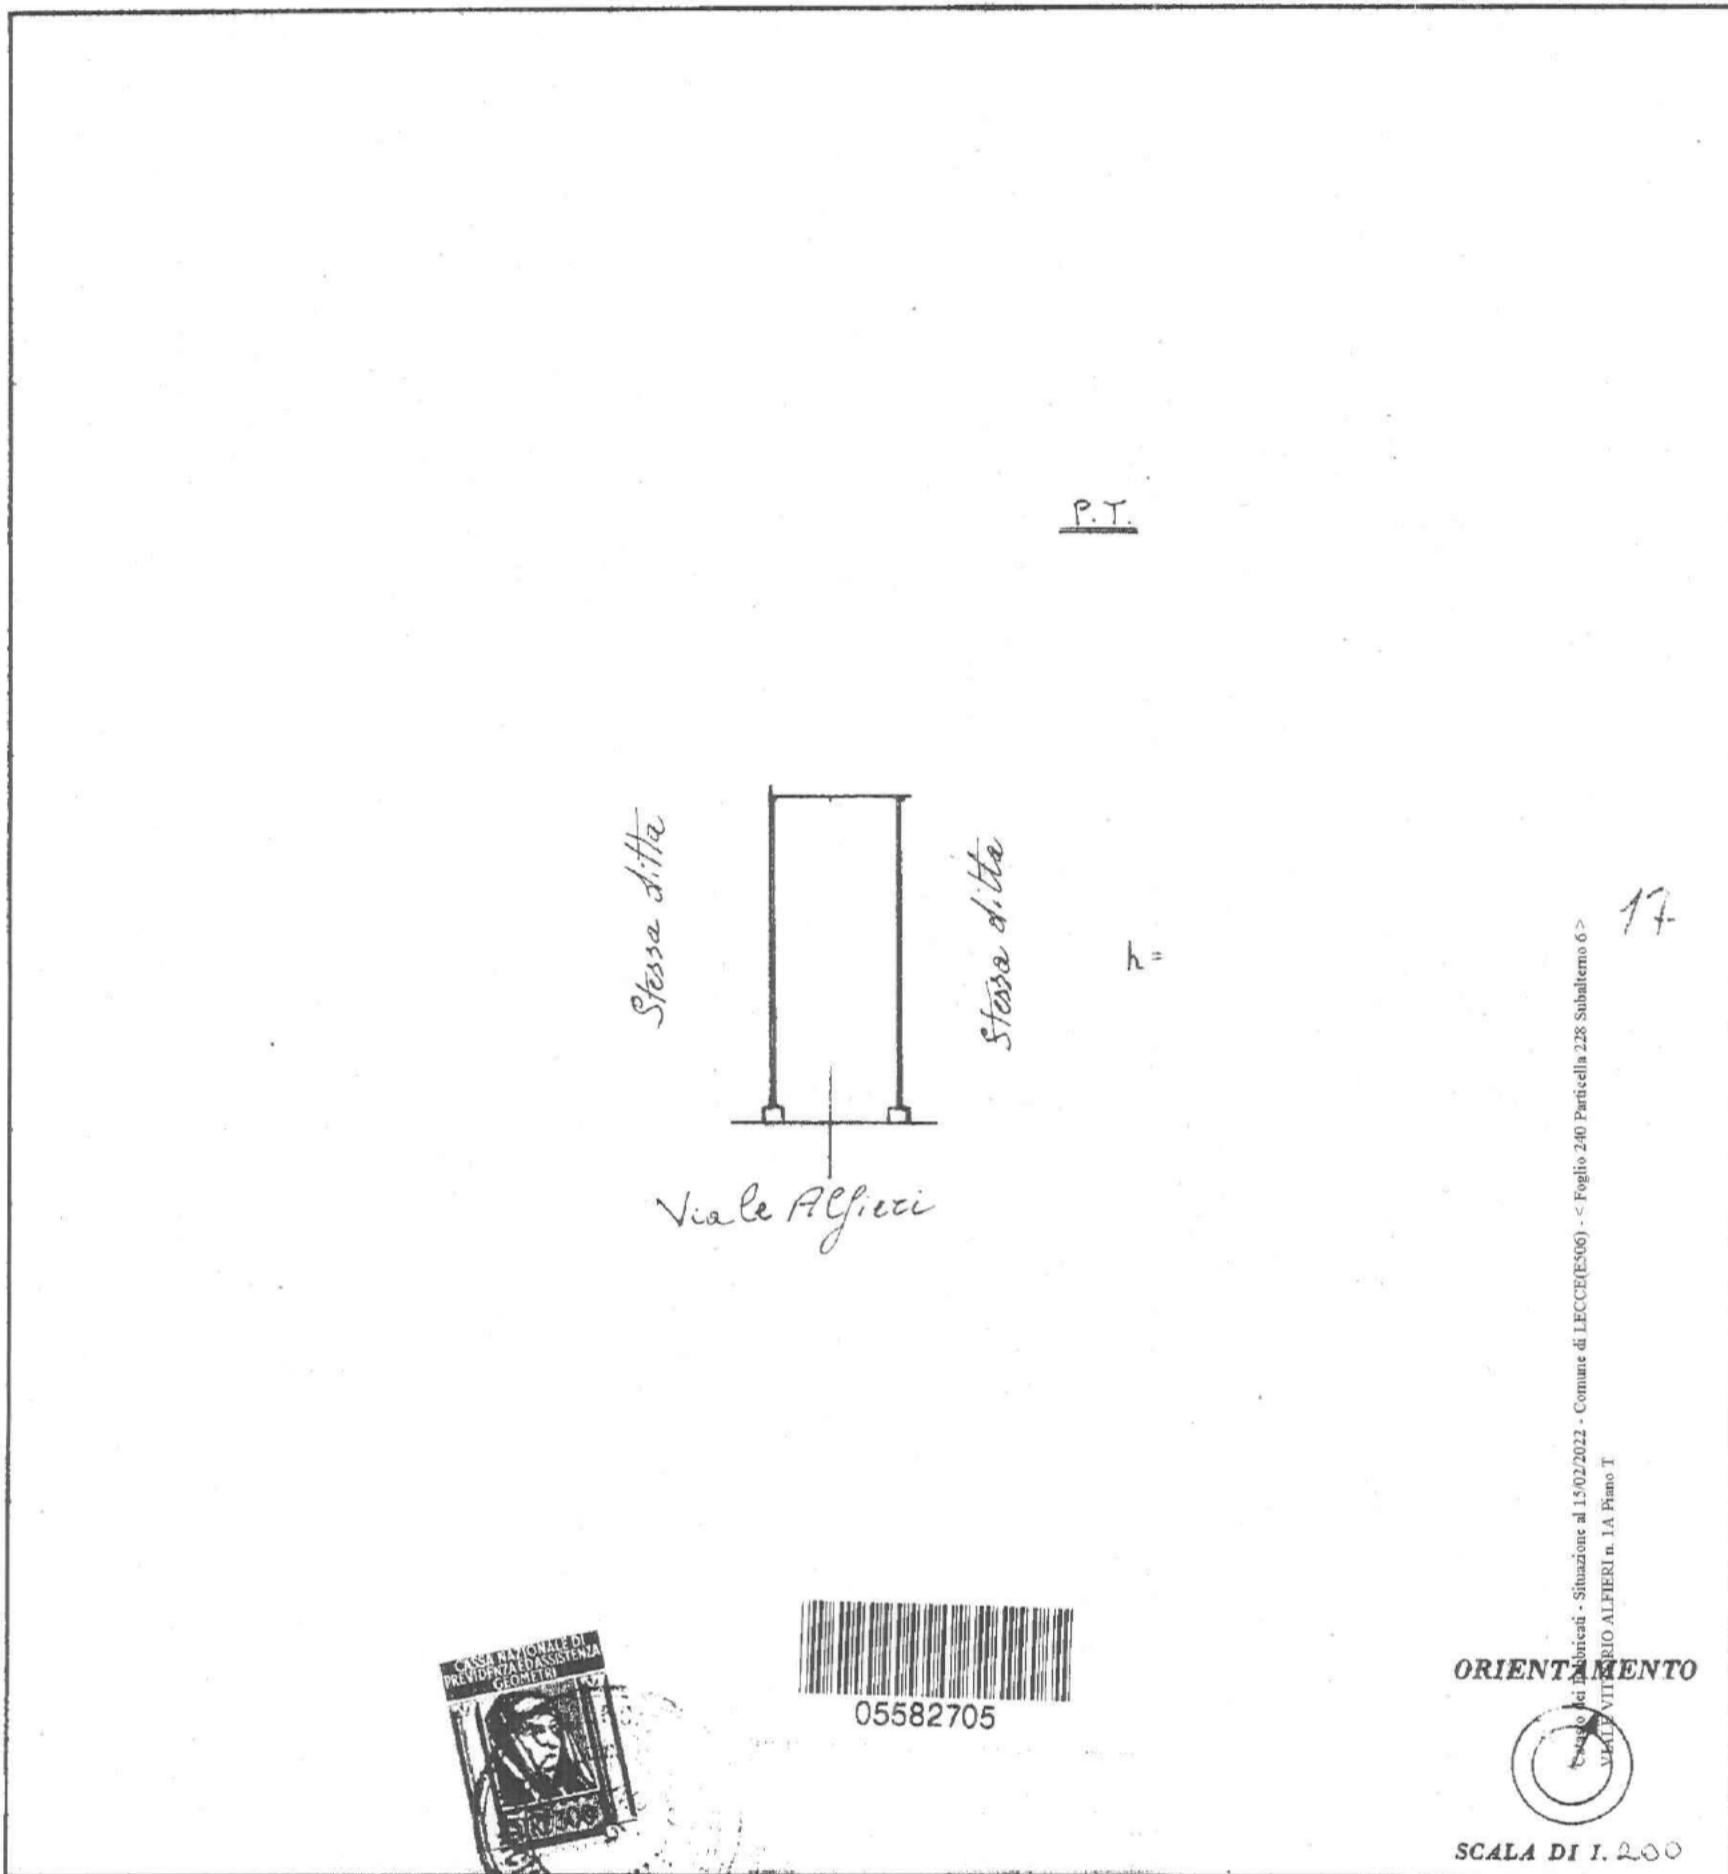 P.T.
Stessa ditta
Stessa ditta
h =
17
Viale Alfieri
Catasto dei Fabbricati - Situazione al 15/02/2022 - Comune di LECCE(E506) - < Foglio 240 Particella 228 Subalterno 6 >
VIALE VITTORIO ALFIERI n. 1A Piano T
CASSA NAZIONALE DI
PREVIDENZA ED ASSISTENZA
GEOMETRI
05582705
ORIENTAMENTO
SCALA DI 1. 200